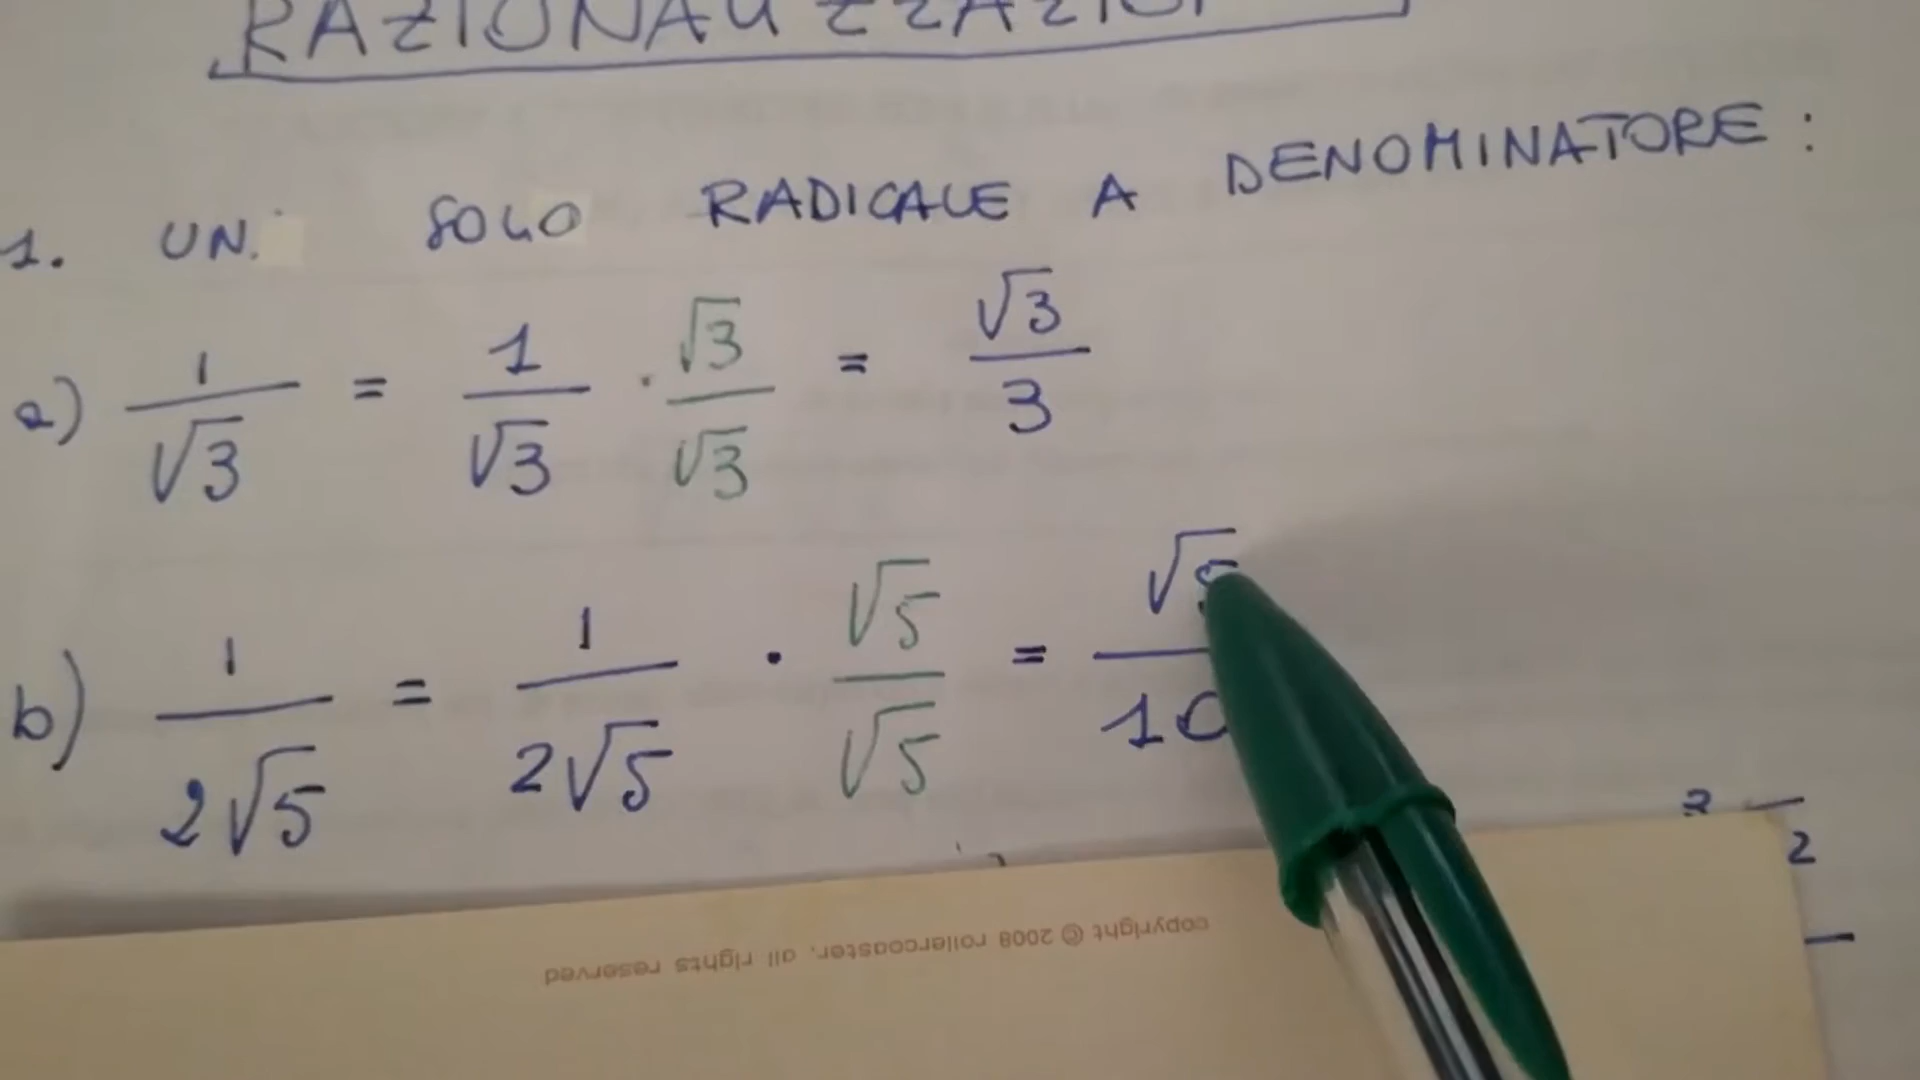 RAZIONALIZZAZIO
1. UN SOLO RADICALE A DENOMINATORE:
a) 1/√3 = 1/√3 · √3/√3 = √3/3
b) 1/2√5 = 1/2√5 · √5/√5 = √5/10
2
copyright © 2008 rollercoaster, all rights reserved